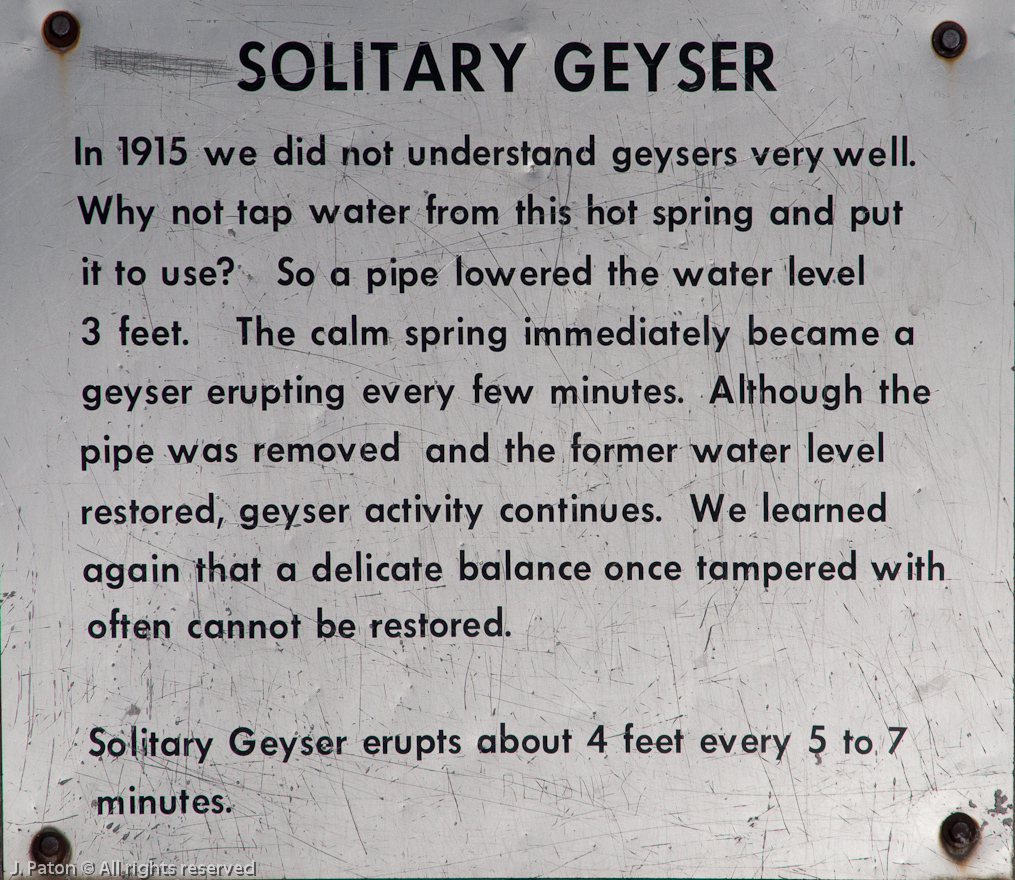 SOLITARY GEYSER
In 1915 we did not understand geysers very well.
Why not tap water from this hot spring and put
it to use? So a pipe lowered the water level
3 feet. The calm spring immediately became a
geyser erupting every few minutes. Although the
pipe was removed and the former water level
restored, geyser activity continues. We learned
again that a delicate balance once tampered with
often cannot be restored.
Solitary Geyser erupts about 4 feet every 5 to 7
minutes.
J. Paton © All rights reserved